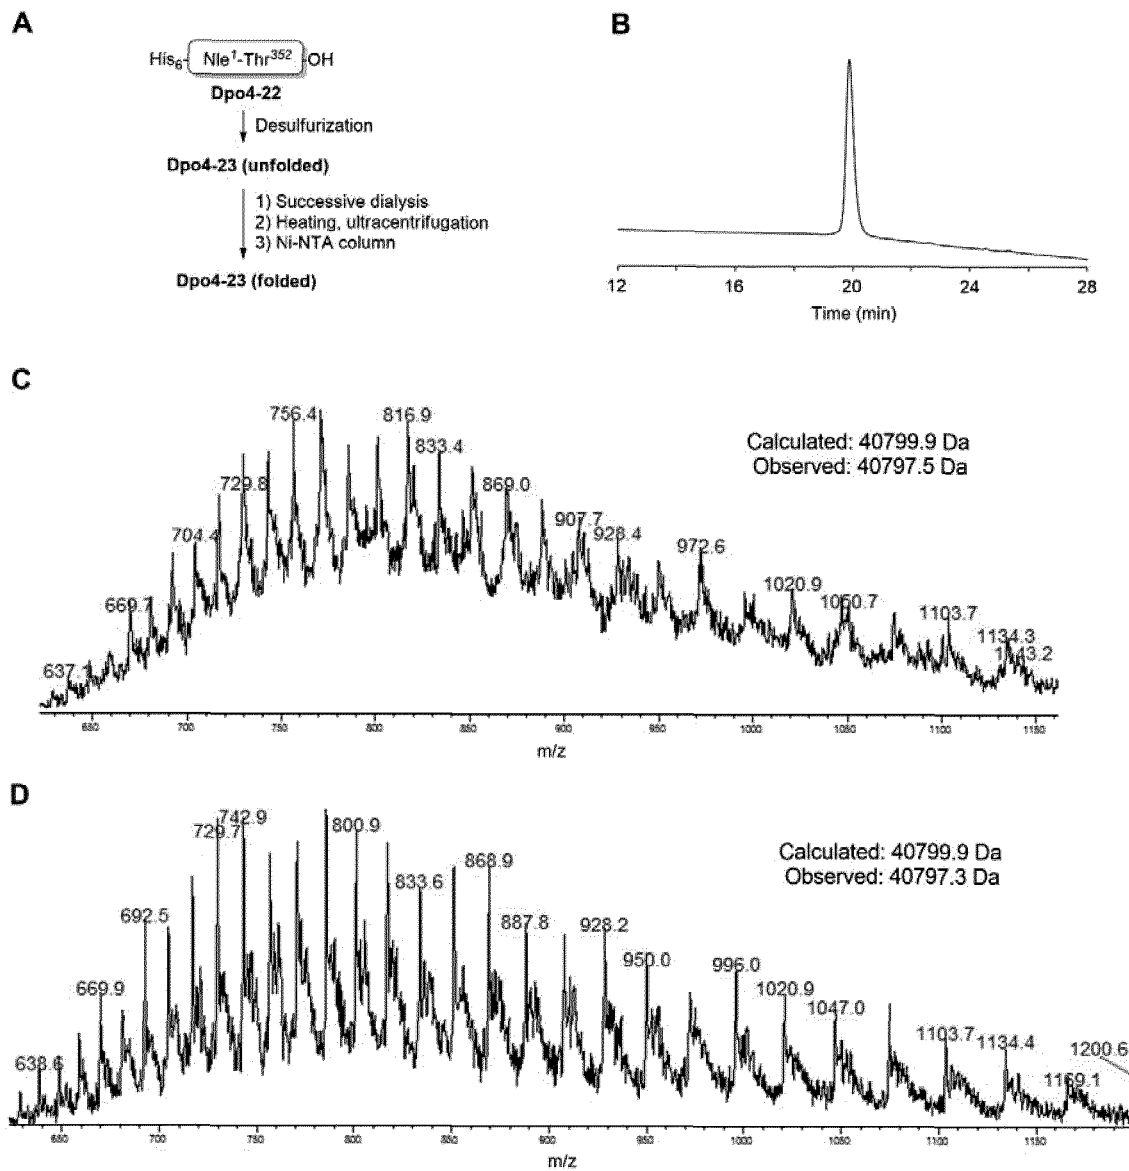 A
His6-
Nle1-Thr352
-OH
Dpo4-22
Desulfurization
Dpo4-23 (unfolded)
1) Successive dialysis
2) Heating, ultracentrifugation
3) Ni-NTA column
Dpo4-23 (folded)
B
12 16 20 24 28
Time (min)
C
Calculated: 40799.9 Da
Observed: 40797.5 Da
637.1
669.7
704.4
729.8
756.4
816.9
833.4
869.0
907.7
928.4
972.6
1020.9
1050.7
1103.7
1134.3
1143.2
650 700 750 800 850 900 950 1000 1050 1100 1150
m/z
D
Calculated: 40799.9 Da
Observed: 40797.3 Da
638.6
669.9
692.5
729.7
742.9
800.9
833.6
868.9
887.8
928.2
950.0
996.0
1020.9
1047.0
1103.7
1134.4
1169.1
1200.6
650 700 750 800 850 900 950 1000 1050 1100 1150
m/z